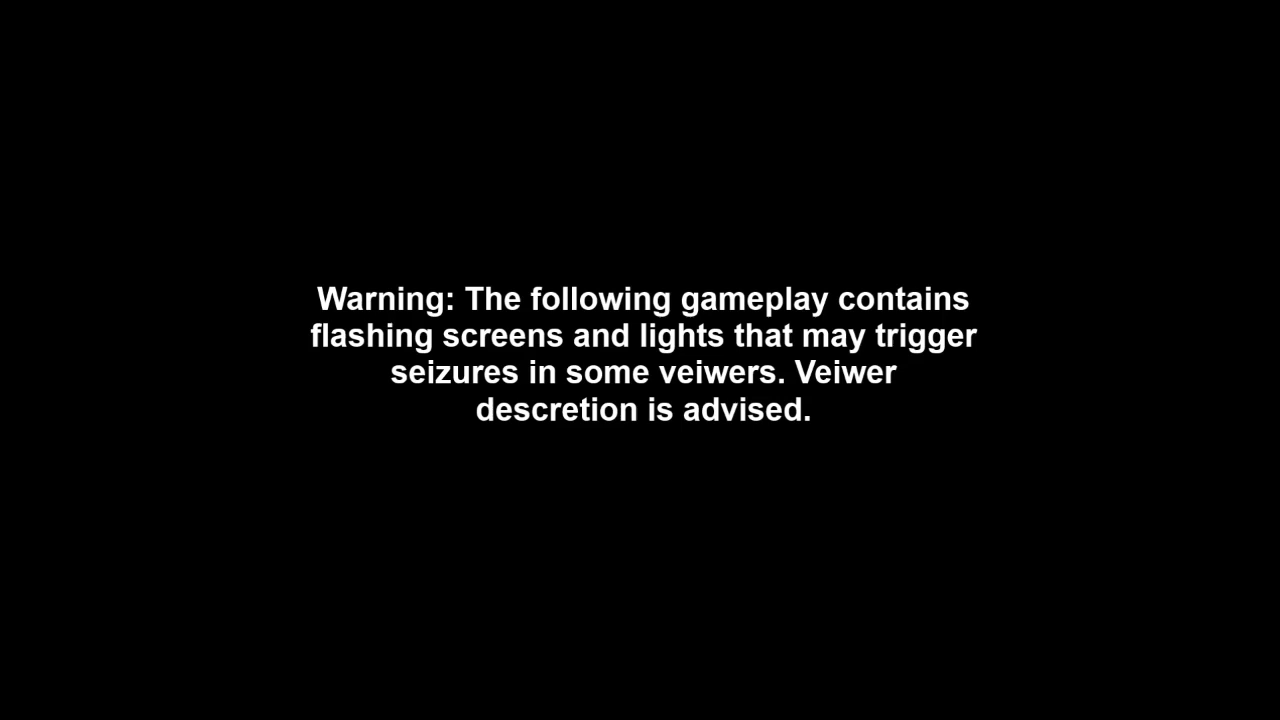 Warning: The following gameplay contains
flashing screens and lights that may trigger
seizures in some veiwers. Veiwer
descretion is advised.